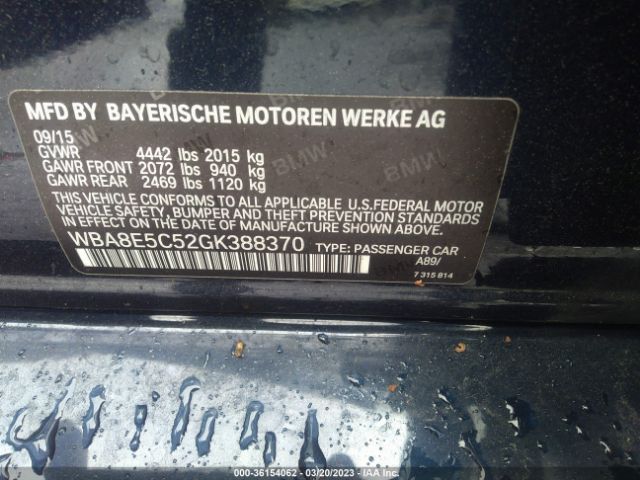 MFD BY BAYERISCHE MOTOREN WERKE AG
09/15
GVWR 4442 lbs 2015 kg
GAWR FRONT 2072 lbs 940 kg
GAWR REAR 2469 lbs 1120 kg
THIS VEHICLE CONFORMS TO ALL APPLICABLE U.S.FEDERAL MOTOR
VEHICLE SAFETY, BUMPER AND THEFT PREVENTION STANDARDS
IN EFFECT ON THE DATE OF MANUFACTURE SHOWN ABOVE.
WBA8E5C52GK388370 TYPE: PASSENGER CAR
A89/
7 315 814
000-36154062 - 03/20/2023 - IAA Inc.